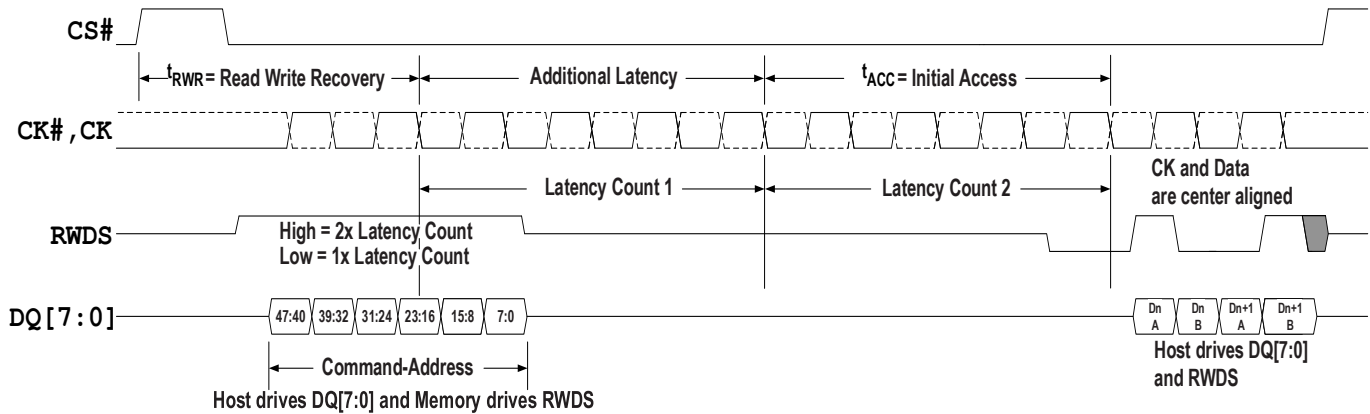 CS#
tRWR = Read Write Recovery
Additional Latency
tACC = Initial Access
CK#,CK
Latency Count 1
Latency Count 2
CK and Data
are center aligned
RWDS
High = 2x Latency Count
Low = 1x Latency Count
DQ[7:0]
47:40 39:32 31:24 23:16 15:8 7:0
Dn Dn Dn+1 Dn+1
A B A B
Command-Address
Host drives DQ[7:0]
and RWDS
Host drives DQ[7:0] and Memory drives RWDS